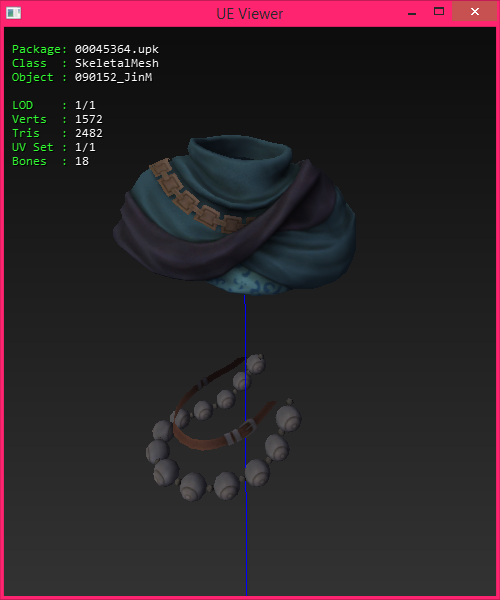 UE Viewer
Package: 00045364.upk
Class  : SkeletalMesh
Object : 090152_JinM
LOD    : 1/1
Verts  : 1572
Tris   : 2482
UV Set : 1/1
Bones  : 18